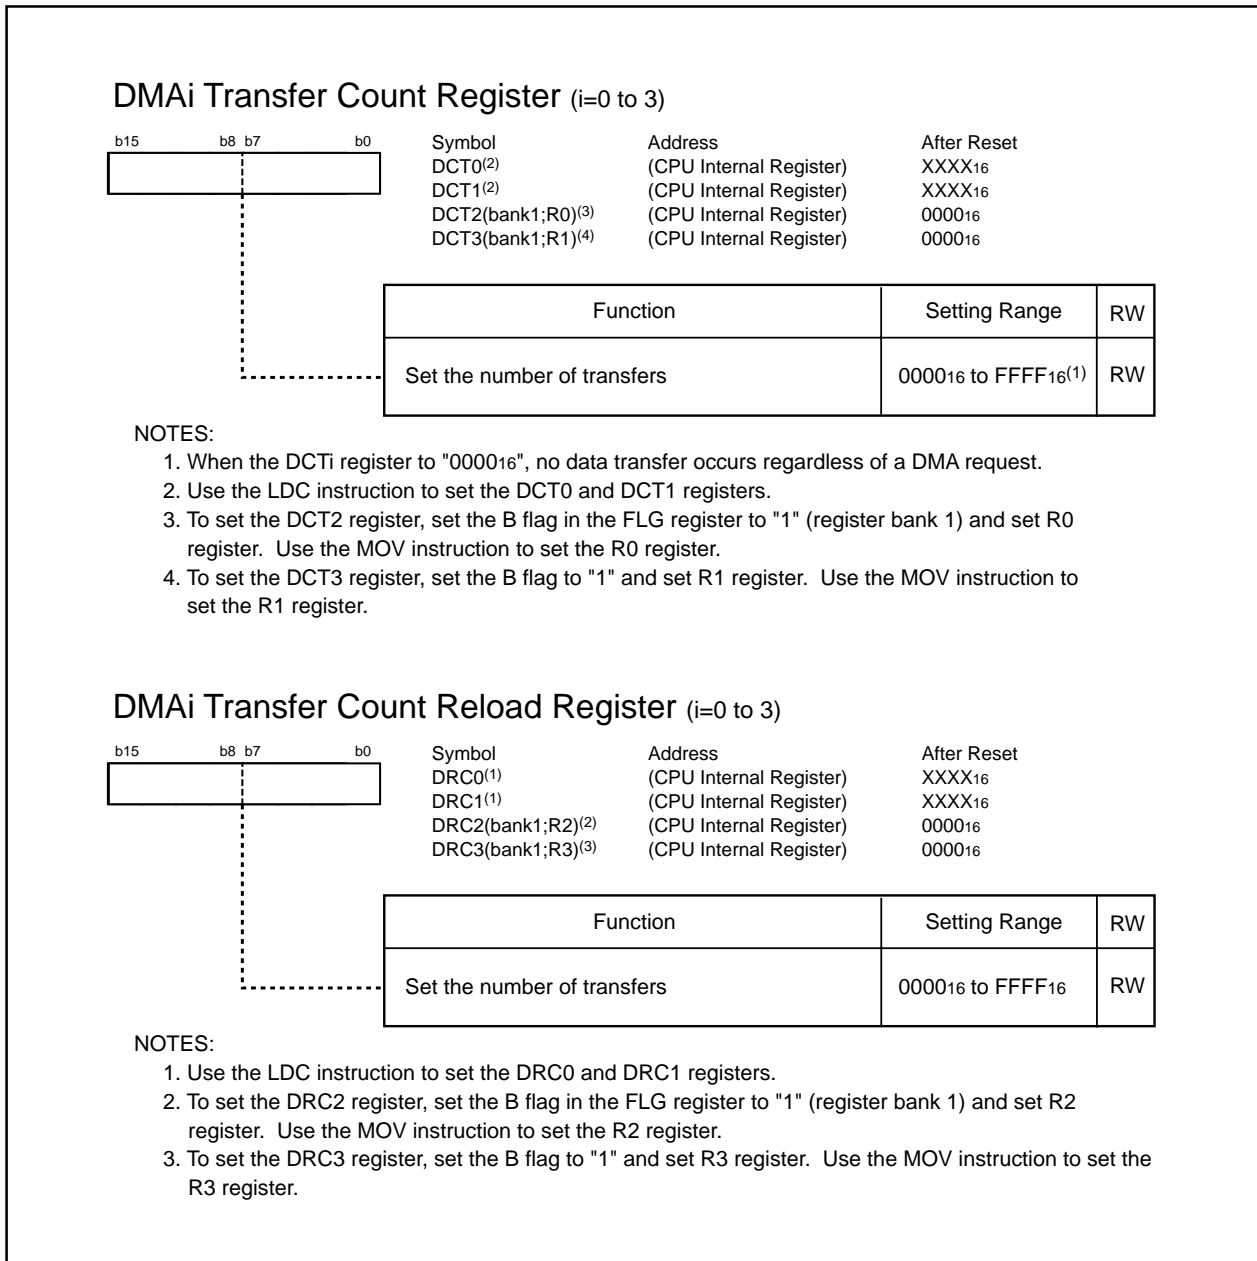 DMAi Transfer Count Register (i=0 to 3)
b15 b8 b7 b0
Symbol Address After Reset
DCT0(2) (CPU Internal Register) XXXX16
DCT1(2) (CPU Internal Register) XXXX16
DCT2(bank1;R0)(3) (CPU Internal Register) 000016
DCT3(bank1;R1)(4) (CPU Internal Register) 000016
Function Setting Range RW
Set the number of transfers 000016 to FFFF16(1) RW
NOTES:
1. When the DCTi register to "000016", no data transfer occurs regardless of a DMA request.
2. Use the LDC instruction to set the DCT0 and DCT1 registers.
3. To set the DCT2 register, set the B flag in the FLG register to "1" (register bank 1) and set R0
register. Use the MOV instruction to set the R0 register.
4. To set the DCT3 register, set the B flag to "1" and set R1 register. Use the MOV instruction to
set the R1 register.
DMAi Transfer Count Reload Register (i=0 to 3)
b15 b8 b7 b0
Symbol Address After Reset
DRC0(1) (CPU Internal Register) XXXX16
DRC1(1) (CPU Internal Register) XXXX16
DRC2(bank1;R2)(2) (CPU Internal Register) 000016
DRC3(bank1;R3)(3) (CPU Internal Register) 000016
Function Setting Range RW
Set the number of transfers 000016 to FFFF16 RW
NOTES:
1. Use the LDC instruction to set the DRC0 and DRC1 registers.
2. To set the DRC2 register, set the B flag in the FLG register to "1" (register bank 1) and set R2
register. Use the MOV instruction to set the R2 register.
3. To set the DRC3 register, set the B flag to "1" and set R3 register. Use the MOV instruction to set the
R3 register.